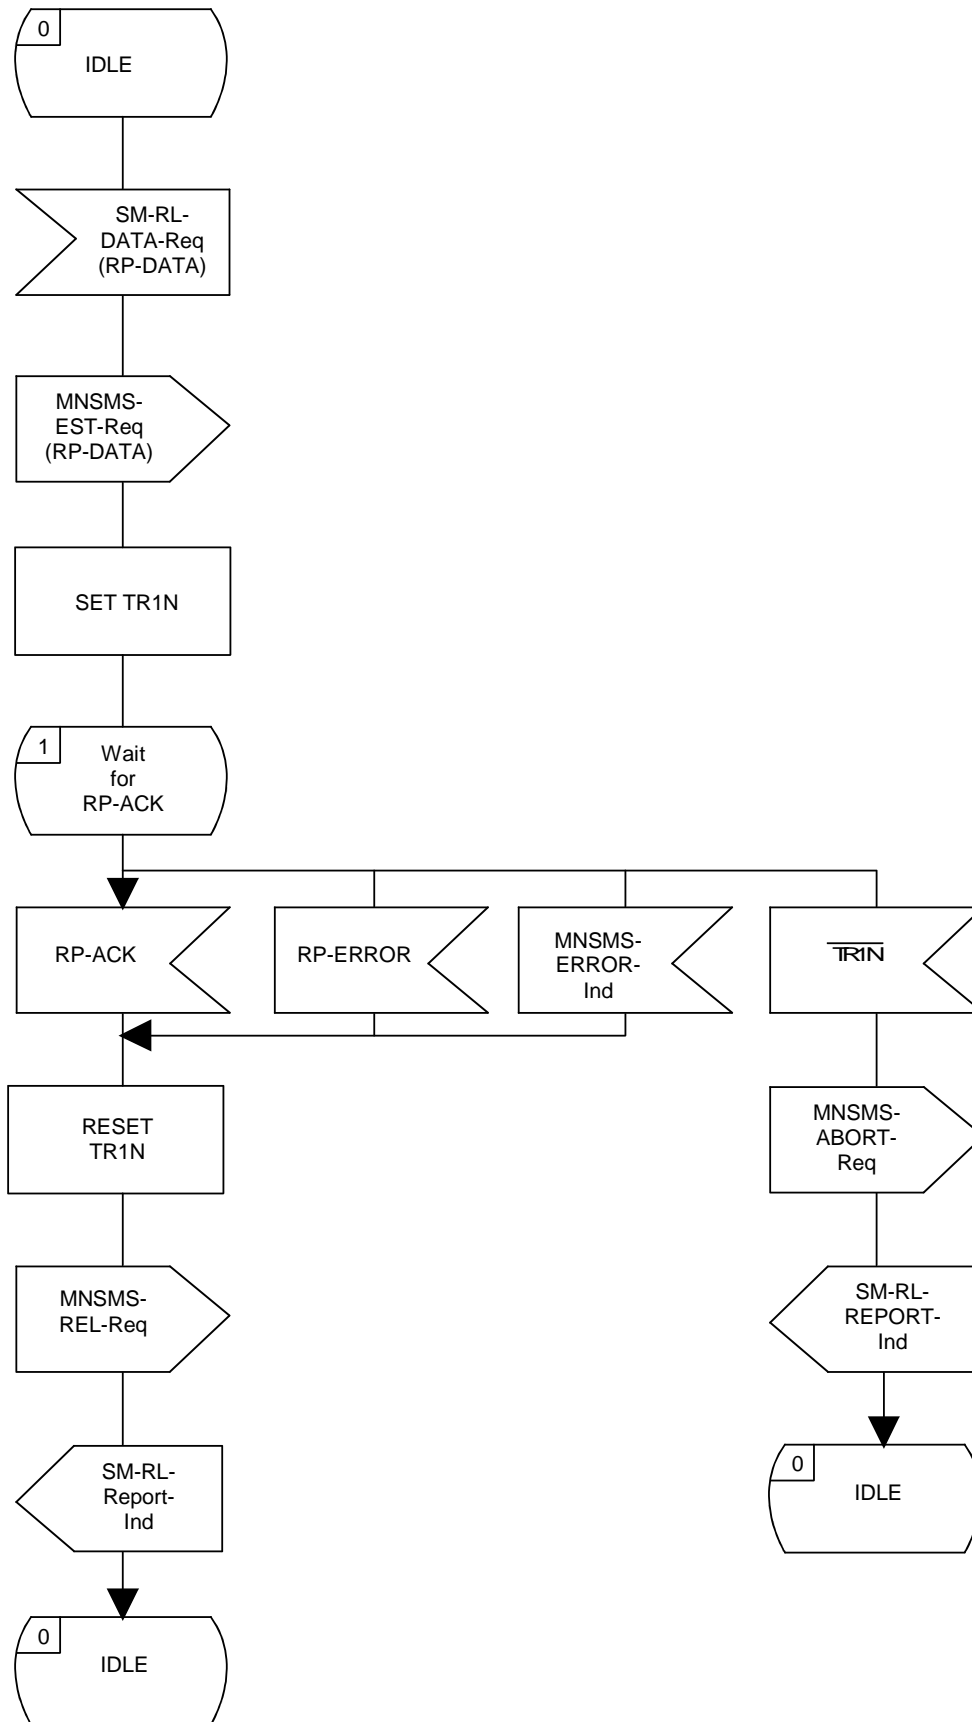 0
IDLE
SM-RL-
DATA-Req
(RP-DATA)
MNSMS-
EST-Req
(RP-DATA)
SET TR1N
1
Wait
for
RP-ACK
RP-ACK
RP-ERROR
MNSMS-
ERROR-
Ind
TR1N
RESET
TR1N
MNSMS-
ABORT-
Req
MNSMS-
REL-Req
SM-RL-
REPORT-
Ind
SM-RL-
Report-
Ind
0
IDLE
0
IDLE